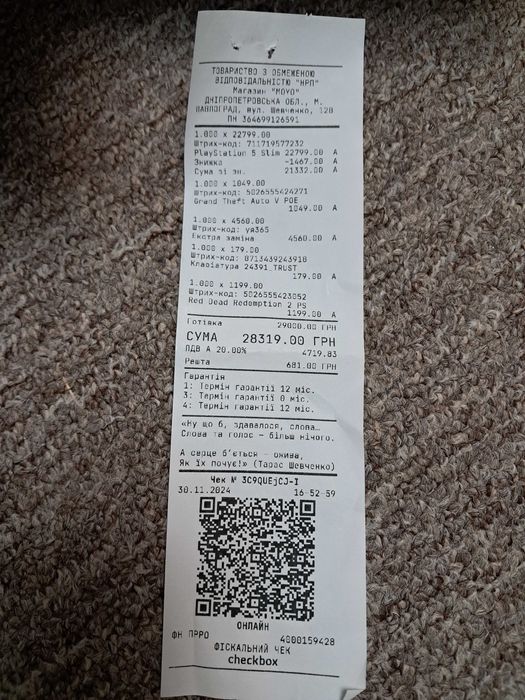 ТОВАРИСТВО З ОБМЕЖЕНОЮ
ВІДПОВІДАЛЬНІСТЮ "НРП"
Магазин "MOYO"
ДНІПРОПЕТРОВСЬКА ОБЛ., М.
ПАВЛОГРАД, вул. Шевченко, 12В
ПН 364699126591
1.000 x 22799.00
Штрих-код: 711719577232
PlayStation 5 Slim 22799.00 А
Знижка -1467.00 А
Сума зі зн. 21332.00 А
1.000 x 1049.00
Штрих-код: 5026555424271
Grand Theft Auto V POE
1049.00 А
1.000 x 4560.00
Штрих-код: уя365
Екстра заміна 4560.00 А
1.000 x 179.00
Штрих-код: 8713439243918
Клавіатура 24391 TRUST
179.00 А
1.000 x 1199.00
Штрих-код: 5026555423052
Red Dead Redemption 2 PS
1199.00 А
Готівка 29000.00 ГРН
СУМА 28319.00 ГРН
ПДВ А 20.00% 4719.83
Решта 681.00 ГРН
Гарантія
1: Термін гарантії 12 міс.
3: Термін гарантії 0 міс.
4: Термін гарантії 12 міс.
«Ну що б, здавалося, слова…
Слова та голос – більш нічого.
А серце б'ється – ожива,
Як їх почує!» (Тарас Шевченко)
Чек № 3C9QUEjCJ-I
30.11.2024 16:52:59
ОНЛАЙН
ФН ПРРО 4000159428
ФІСКАЛЬНИЙ ЧЕК
checkbox